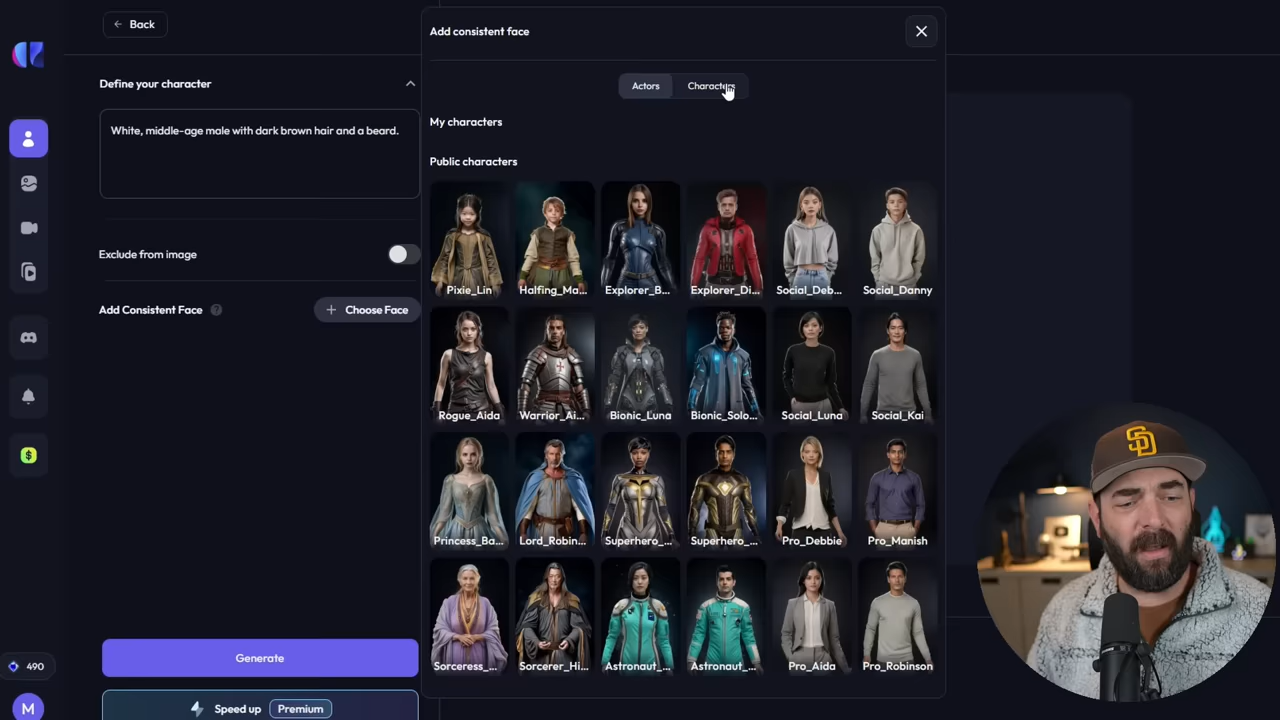 Back
Add consistent face
Define your character
Actors
Characters
White, middle-age male with dark brown hair and a beard.
My characters
Public characters
Pixie_Lin
Halfing_Ma...
Explorer_B...
Explorer_Di...
Social_Deb...
Social_Danny
Exclude from image
Add Consistent Face ?
+ Choose Face
Rogue_Aida
Warrior_Ai...
Bionic_Luna
Bionic_Solo...
Social_Luna
Social_Kai
Princess_Ba...
Lord_Robin...
Superhero_...
Superhero_...
Pro_Debbie
Pro_Manish
Sorceress_...
Sorcerer_Hi...
Astronaut_...
Astronaut_...
Pro_Aida
Pro_Robinson
Generate
490
M
Speed up
Premium
SD
$